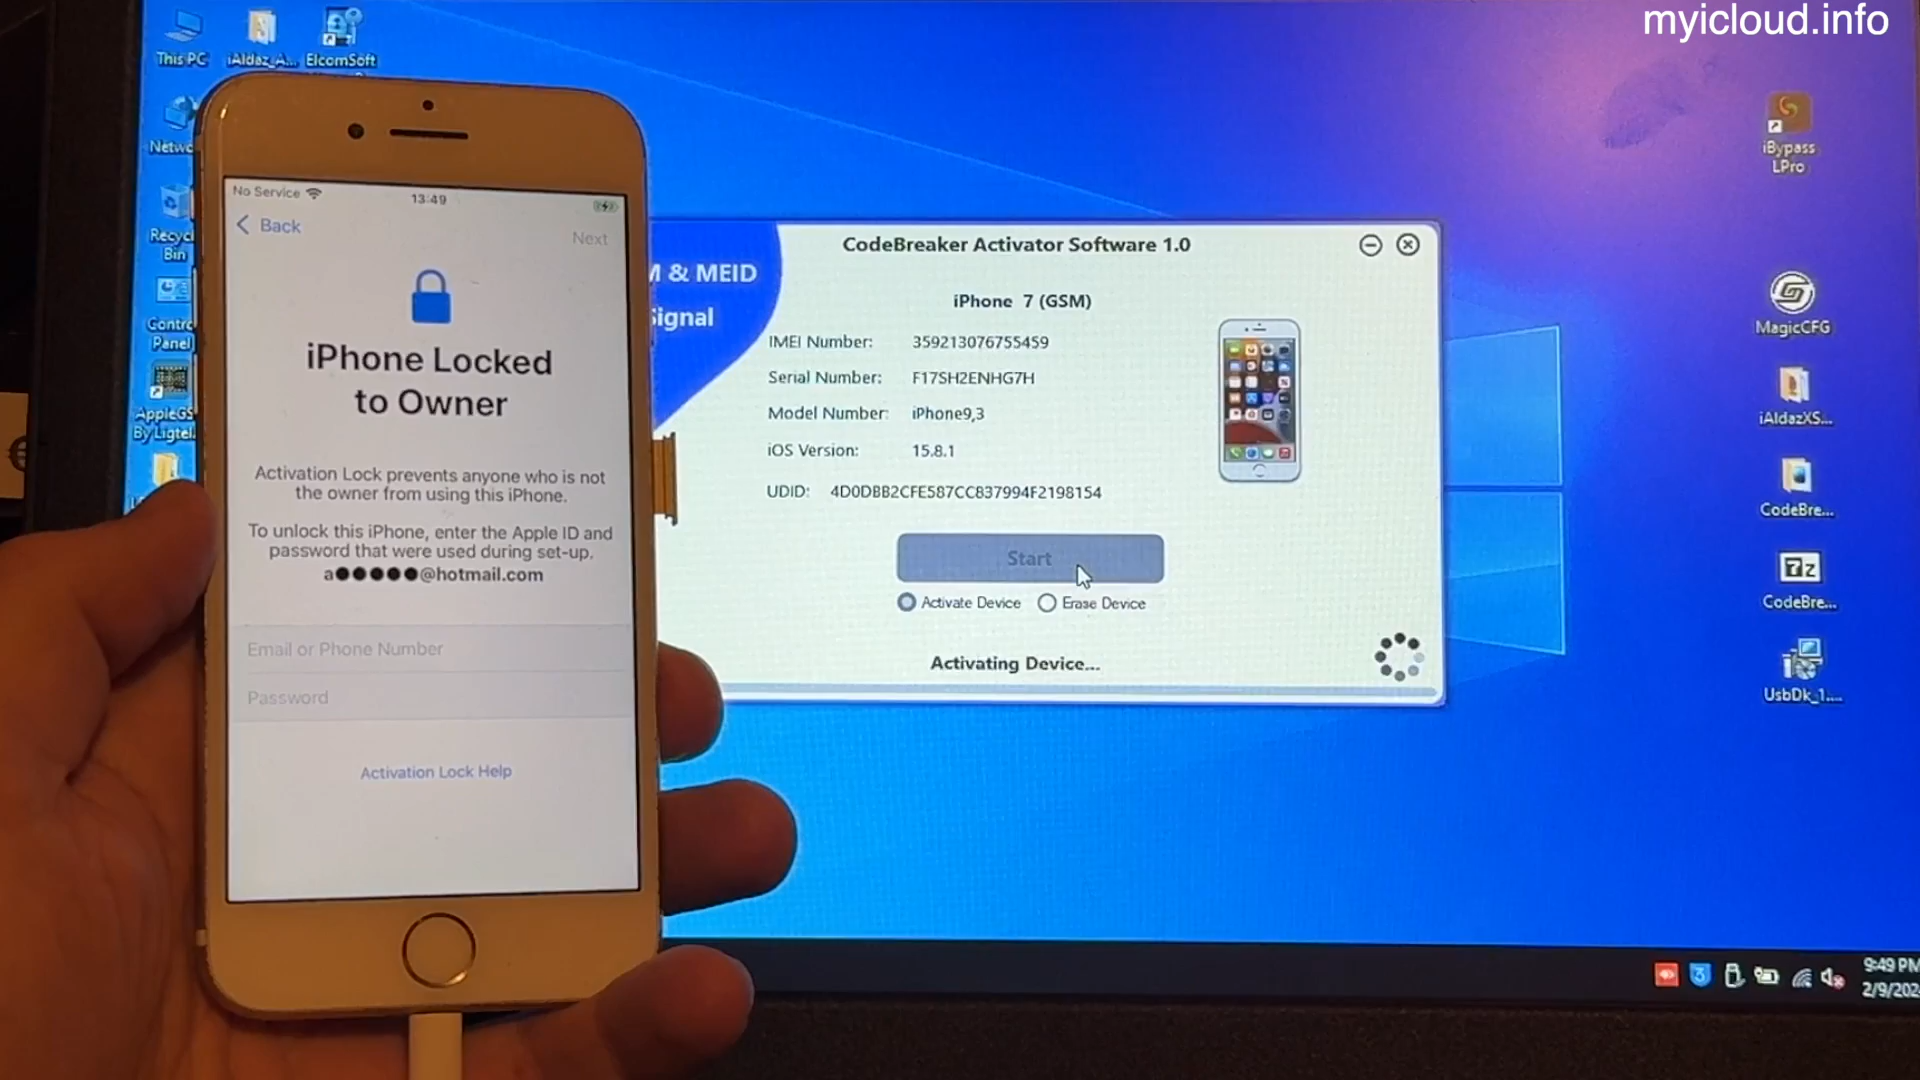 myicloud.info
This PC
iAldaz_A...
ElcomSoft
Netwo
Recyc
Bin
Contro
Panel
AppleGS
By Ligtel.
No Service
13:49
Back
Next
iPhone Locked
to Owner
Activation Lock prevents anyone who is not
the owner from using this iPhone.
To unlock this iPhone, enter the Apple ID and
password that were used during set-up.
a●●●●●@hotmail.com
Email or Phone Number
Password
Activation Lock Help
M & MEID
Signal
CodeBreaker Activator Software 1.0
iPhone 7 (GSM)
IMEI Number: 359213076755459
Serial Number: F17SH2ENHG7H
Model Number: iPhone9,3
iOS Version: 15.8.1
UDID: 4D0DBB2CFE587CC837994F2198154
Start
Activate Device
Erase Device
Activating Device...
iBypass
LPro
MagicCFG
iAldazXS...
CodeBre...
7z
CodeBre...
UsbDk_1....
9:49 PM
2/9/202